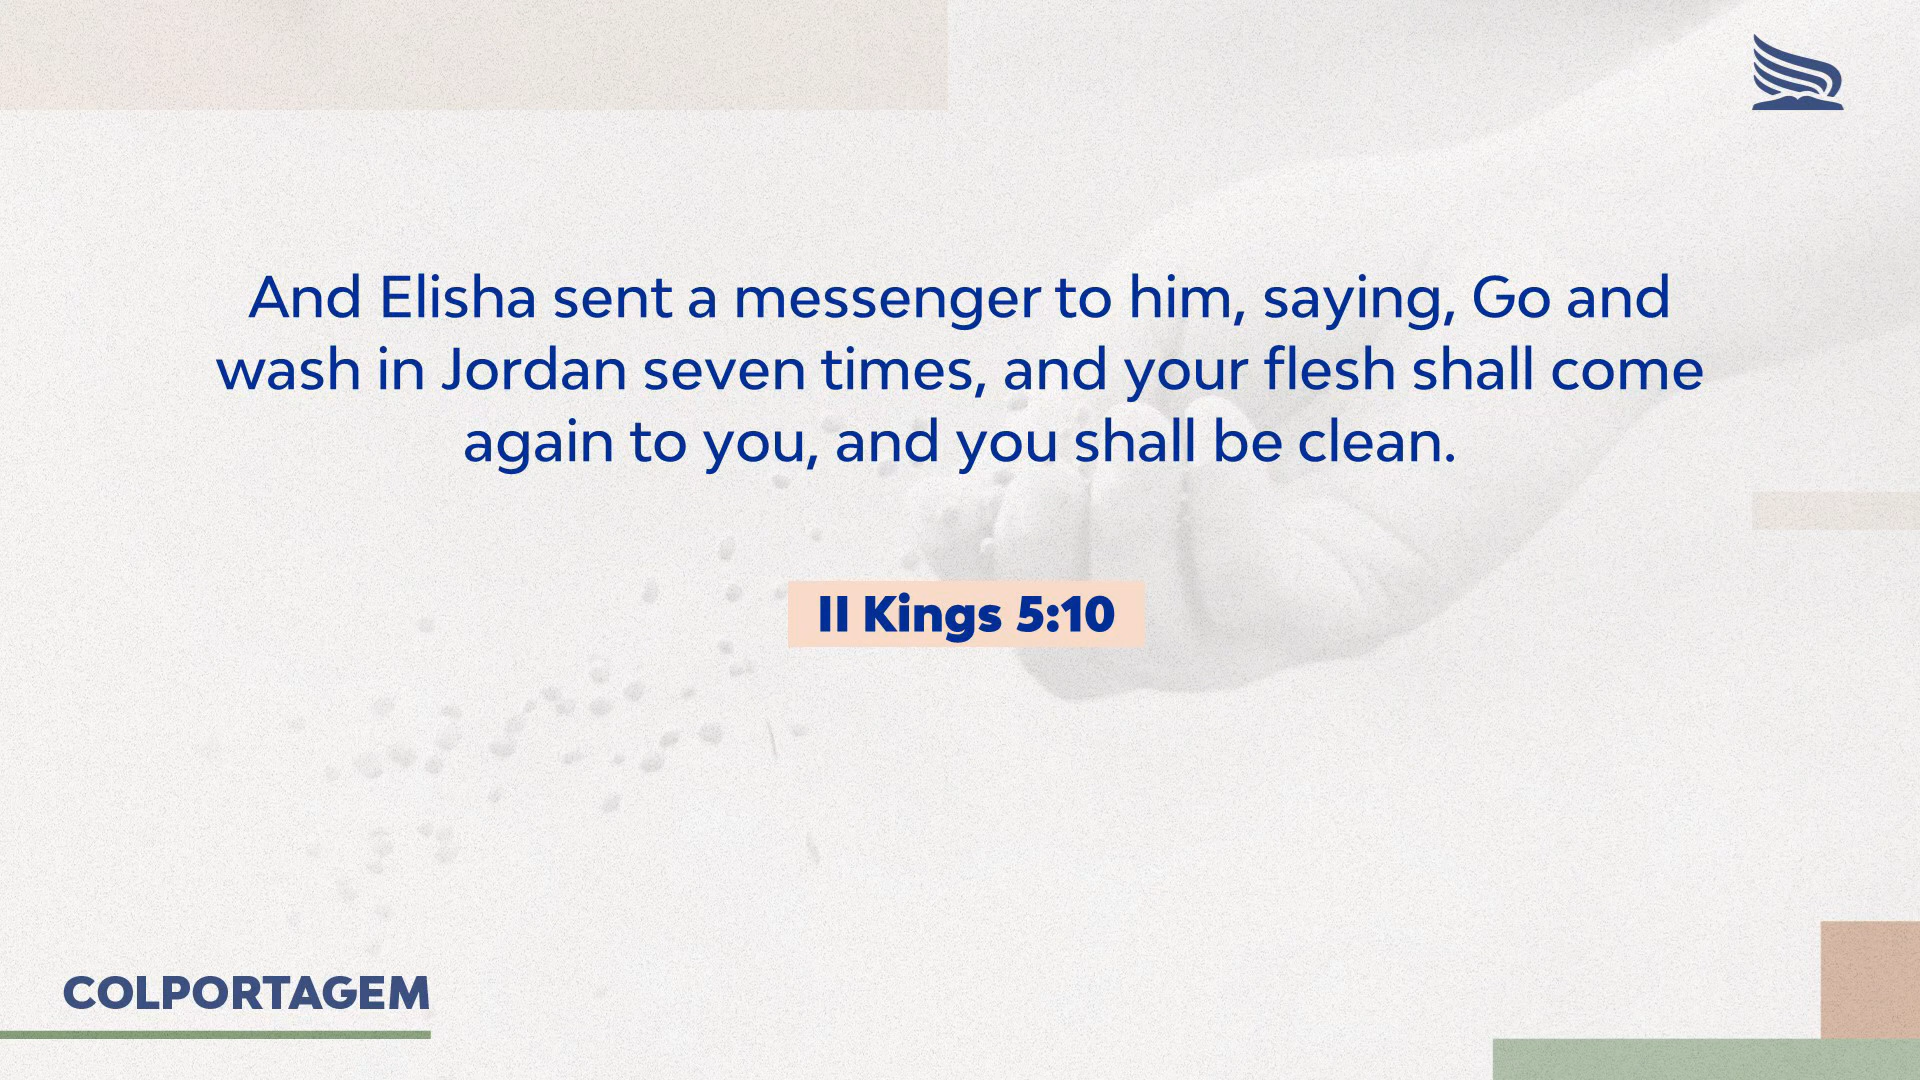 And Elisha sent a messenger to him, saying, Go and
wash in Jordan seven times, and your flesh shall come
again to you, and you shall be clean.
II Kings 5:10
COLPORTAGEM